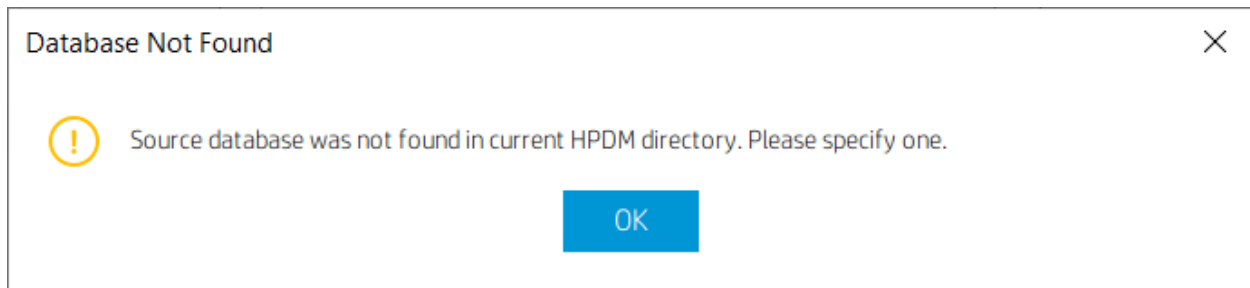 Database Not Found
Source database was not found in current HPDM directory. Please specify one.
OK